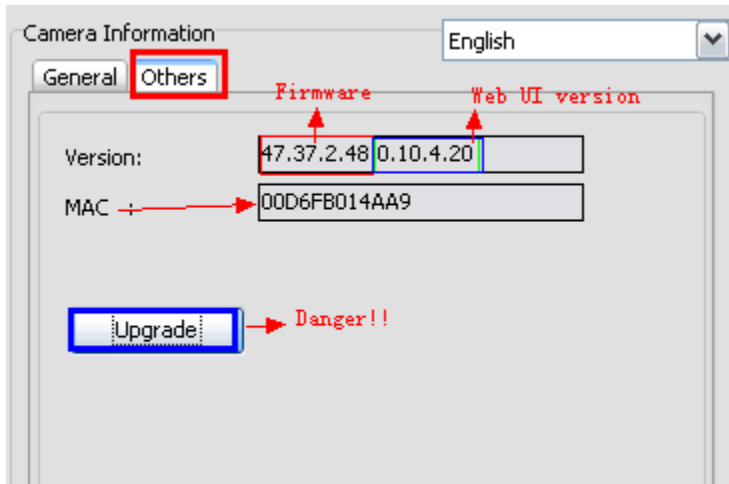 Camera Information
English
General
Others
Firmware
Web UI version
Version:
47.37.2.48 0.10.4.20
MAC :
00D6FB014AA9
Upgrade
Danger!!